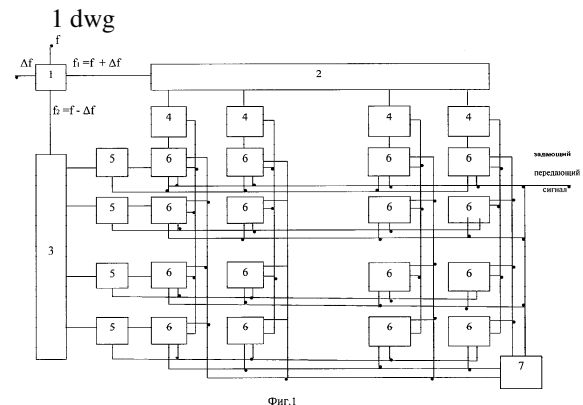 1 dwg
f
Δf
1
f₁ =f + Δf
2
f₂ =f - Δf
4 4 4 4
задающий
передающий
сигнал
5 6 6 6 6
5 6 6 6 6
3
5 6 6 6 6
5 6 6 6 6
7
Фиг.1